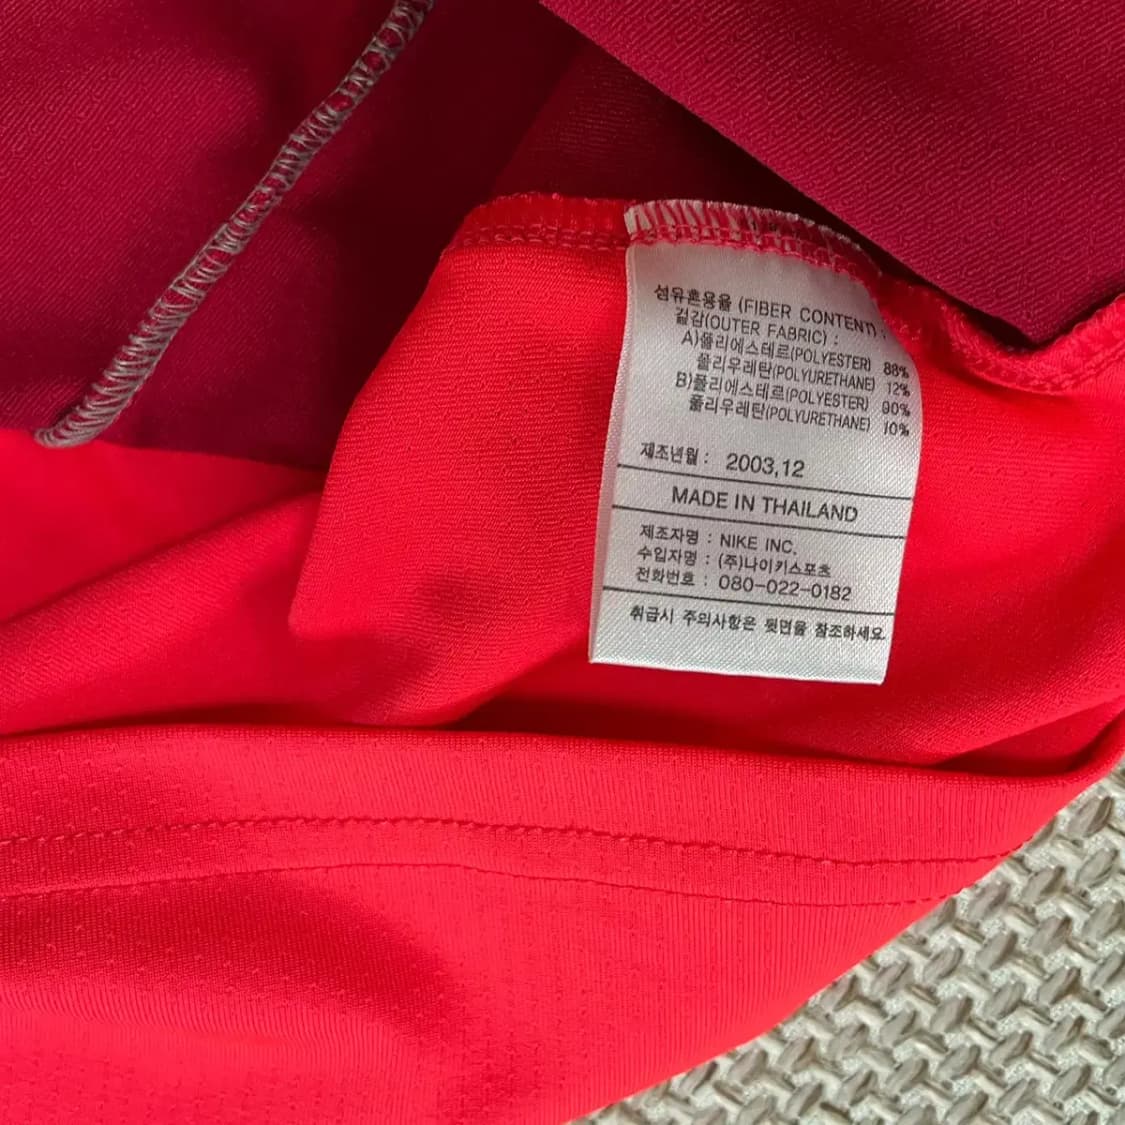 섬유혼용율 (FIBER CONTENT) :
겉감(OUTER FABRIC) :
A)폴리에스테르(POLYESTER) 88%
폴리우레탄(POLYURETHANE) 12%
B)폴리에스테르(POLYESTER) 90%
폴리우레탄(POLYURETHANE) 10%
제조년월 : 2003.12
MADE IN THAILAND
제조자명 : NIKE INC.
수입자명 : (주)나이키스포츠
전화번호 : 080-022-0182
취급시 주의사항은 뒷면을 참조하세요.